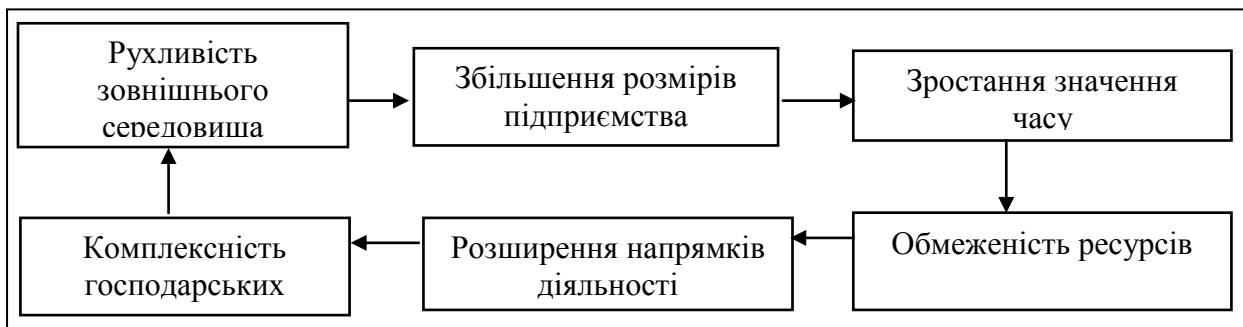 Рухливість
зовнішнього
середовища
Збільшення розмірів
підприємства
Зростання значення
часу
Комплексність
господарських
Розширення напрямків
діяльності
Обмеженість ресурсів